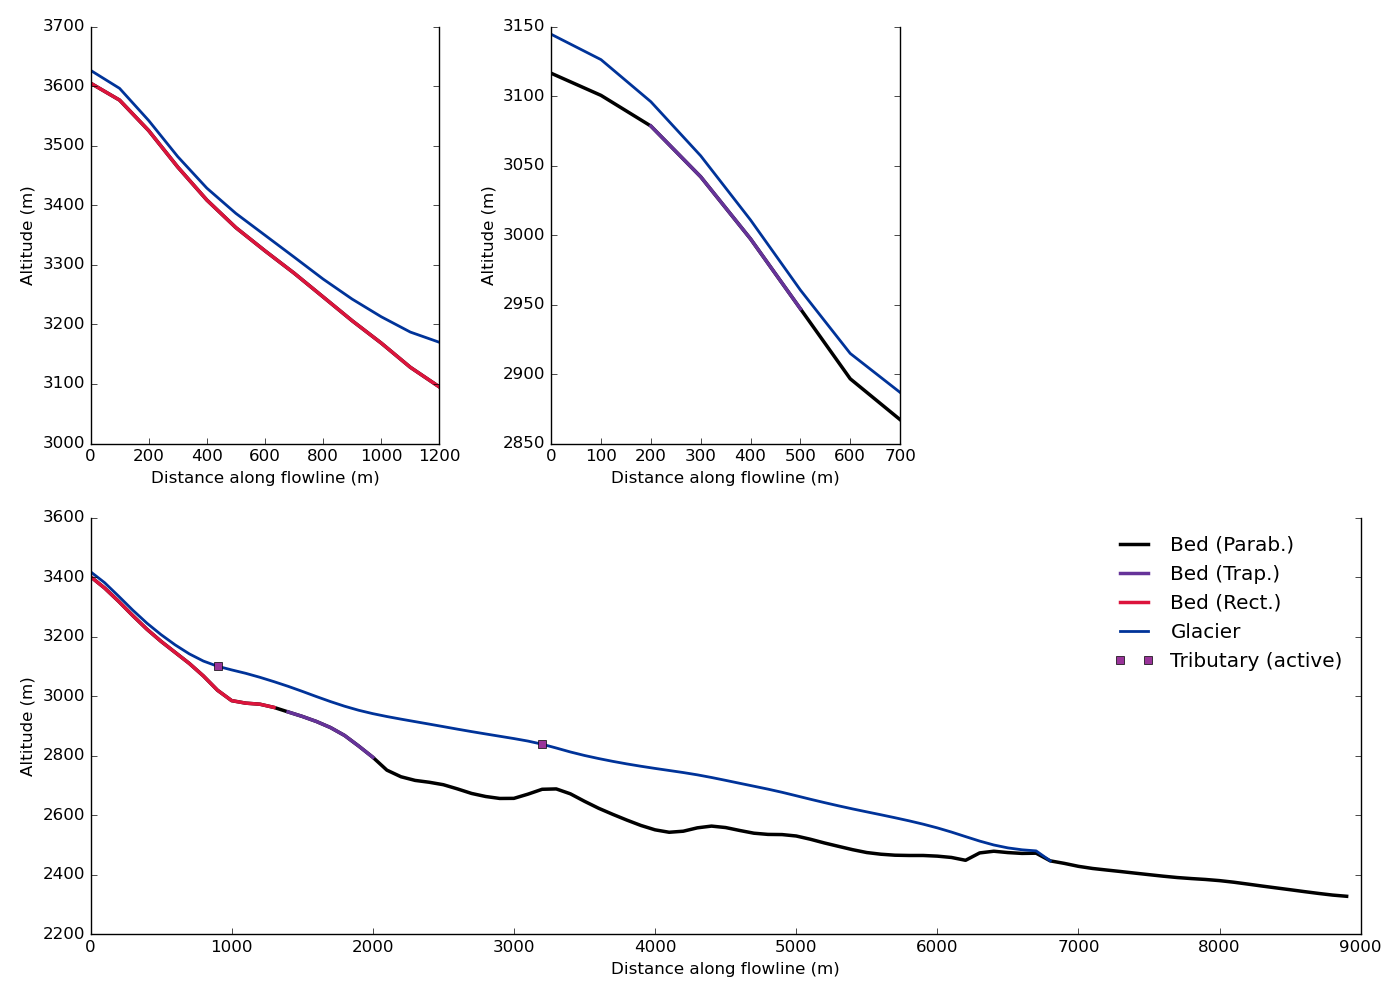 3700
3600
3500
3400
3300
3200
3100
3000
Altitude (m)
0 200 400 600 800 1000 1200
Distance along flowline (m)
3150
3100
3050
3000
2950
2900
2850
Altitude (m)
0 100 200 300 400 500 600 700
Distance along flowline (m)
3600
3400
3200
3000
2800
2600
2400
2200
Altitude (m)
Bed (Parab.)
Bed (Trap.)
Bed (Rect.)
Glacier
Tributary (active)
0 1000 2000 3000 4000 5000 6000 7000 8000 9000
Distance along flowline (m)